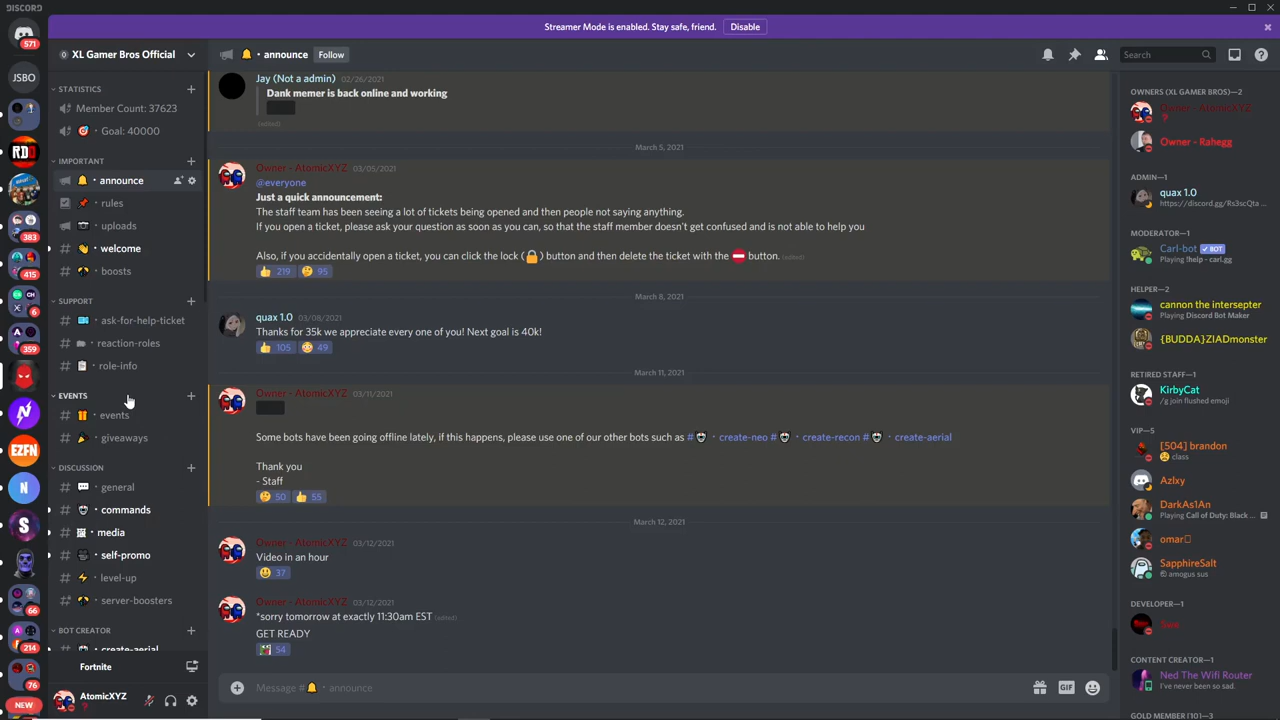 DISCORD
Streamer Mode is enabled. Stay safe, friend.
Disable
571
JSBO
RDO
383
415
6
359
EZFN
N
S
66
214
76
NEW
XL Gamer Bros Official
STATISTICS
Member Count: 37623
· Goal: 40000
IMPORTANT
· announce
· rules
· uploads
· welcome
· boosts
SUPPORT
· ask-for-help-ticket
· reaction-roles
· role-info
EVENTS
· events
· giveaways
DISCUSSION
· general
· commands
· media
· self-promo
· level-up
· server-boosters
BOT CREATOR
· create-aerial
Fortnite
AtomicXYZ
· announce
Follow
Search
Jay (Not a admin) 02/26/2021
Dank memer is back online and working
(edited)
March 5, 2021
Owner - AtomicXYZ 03/05/2021
@everyone
Just a quick announcement:
The staff team has been seeing a lot of tickets being opened and then people not saying anything.
If you open a ticket, please ask your question as soon as you can, so that the staff member doesn't get confused and is not able to help you
Also, if you accidentally open a ticket, you can click the lock (🔒) button and then delete the ticket with the ⛔ button. (edited)
219 95
March 8, 2021
quax 1.0 03/08/2021
Thanks for 35k we appreciate every one of you! Next goal is 40k!
105 49
March 11, 2021
Owner - AtomicXYZ 03/11/2021
Some bots have been going offline lately, if this happens, please use one of our other bots such as # · create-neo # · create-recon # · create-aerial
Thank you
- Staff
50 55
March 12, 2021
Owner - AtomicXYZ 03/12/2021
Video in an hour
37
Owner - AtomicXYZ 03/12/2021
*sorry tomorrow at exactly 11:30am EST (edited)
GET READY
54
Message # · announce
GIF
OWNERS (XL GAMER BROS)—2
Owner - AtomicXYZ
Owner - Rahegg
ADMIN—1
quax 1.0
https://discord.gg/Rs3scQta ...
MODERATOR—1
Carl-bot ✓ BOT
Playing !help - carl.gg
HELPER—2
cannon the intersepter
Playing Discord Bot Maker
{BUDDA}ZIADmonster
RETIRED STAFF—1
KirbyCat
/g join flushed emoji
VIP—5
[504] brandon
class
Azlxy
DarkAs1An
Playing Call of Duty: Black ...
omar
SapphireSalt
amogus sus
DEVELOPER—1
CONTENT CREATOR—1
Ned The Wifi Router
I've never been so sad.
GOLD MEMBER [10]—3